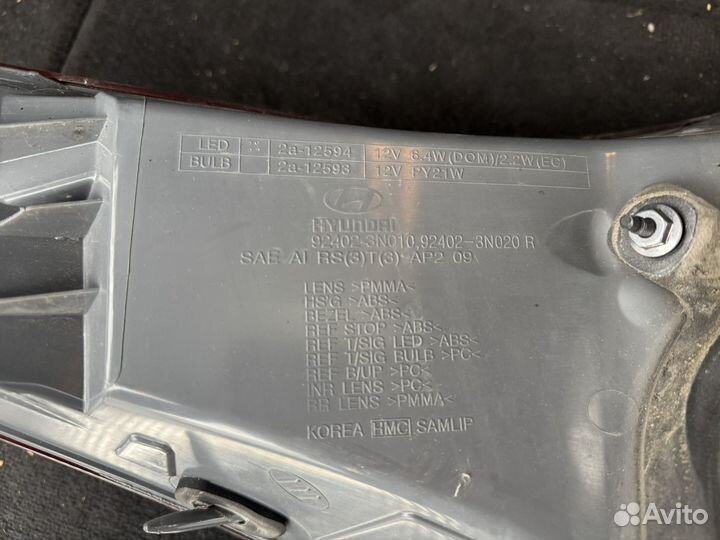 LED 2a-12594 12V 6.4W(DOM)/2.2W(EC)
BULB 2a-12593 12V PY21W
HYUNDAI
92402-3N010,92402-3N020 R
SAE AI RS(3)T(3) AP2 09
LENS >PMMA<
HS'G >ABS<
BEZEL >ABS<
REF STOP >ABS<
REF T/SIG LED >ABS<
REF T/SIG BULB >PC<
REF B/UP >PC<
INR LENS >PC<
RR LENS >PMMA<
KOREA HMC SAMLIP
Avito